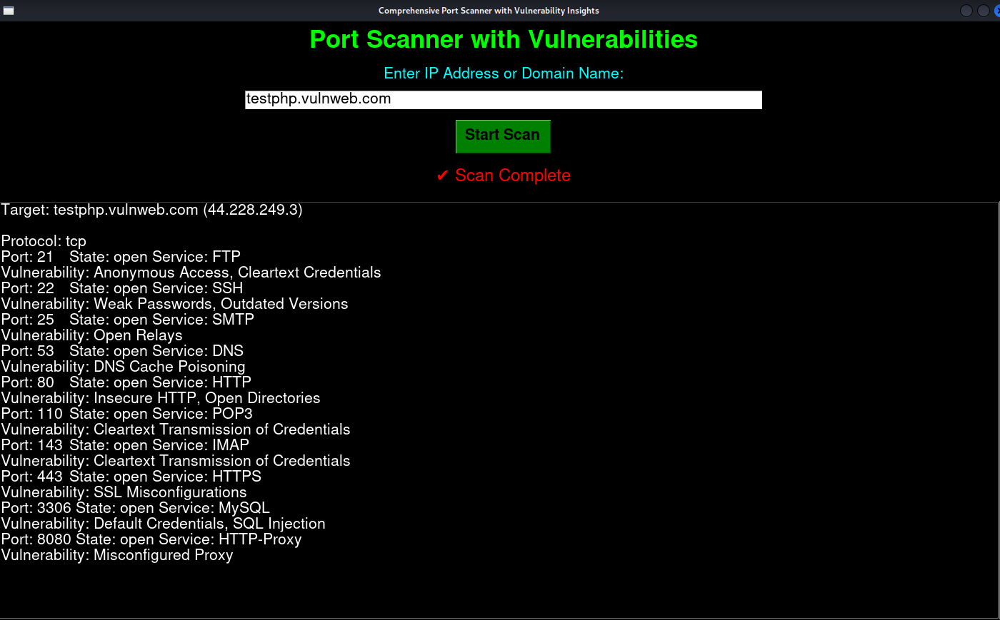 Comprehensive Port Scanner with Vulnerability Insights
Port Scanner with Vulnerabilities
Enter IP Address or Domain Name:
testphp.vulnweb.com
Start Scan
✔ Scan Complete
Target: testphp.vulnweb.com (44.228.249.3)
Protocol: tcp
Port: 21 State: open Service: FTP
Vulnerability: Anonymous Access, Cleartext Credentials
Port: 22 State: open Service: SSH
Vulnerability: Weak Passwords, Outdated Versions
Port: 25 State: open Service: SMTP
Vulnerability: Open Relays
Port: 53 State: open Service: DNS
Vulnerability: DNS Cache Poisoning
Port: 80 State: open Service: HTTP
Vulnerability: Insecure HTTP, Open Directories
Port: 110 State: open Service: POP3
Vulnerability: Cleartext Transmission of Credentials
Port: 143 State: open Service: IMAP
Vulnerability: Cleartext Transmission of Credentials
Port: 443 State: open Service: HTTPS
Vulnerability: SSL Misconfigurations
Port: 3306 State: open Service: MySQL
Vulnerability: Default Credentials, SQL Injection
Port: 8080 State: open Service: HTTP-Proxy
Vulnerability: Misconfigured Proxy